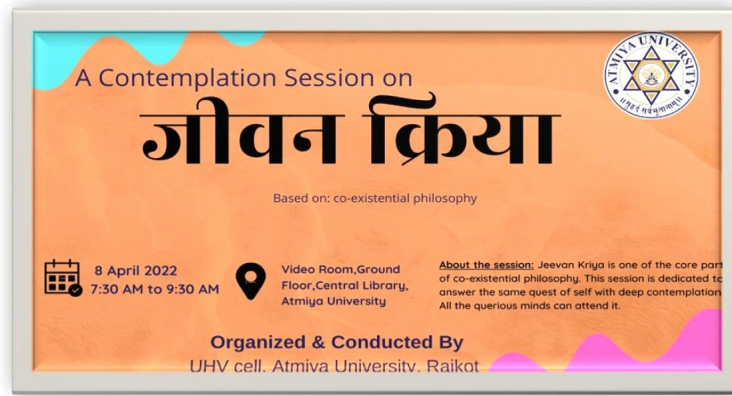 A Contemplation Session on
जीवन क्रिया
Based on: co-existential philosophy
ATMIYA UNIVERSITY
॥सुहृदं सर्वभूतानाम्॥
8 April 2022
7:30 AM to 9:30 AM
Video Room,Ground
Floor,Central Library,
Atmiya University
About the session: Jeevan Kriya is one of the core part
of co-existential philosophy. This session is dedicated to
answer the same quest of self with deep contemplation
All the querious minds can attend it.
Organized & Conducted By
UHV cell, Atmiya University, Rajkot